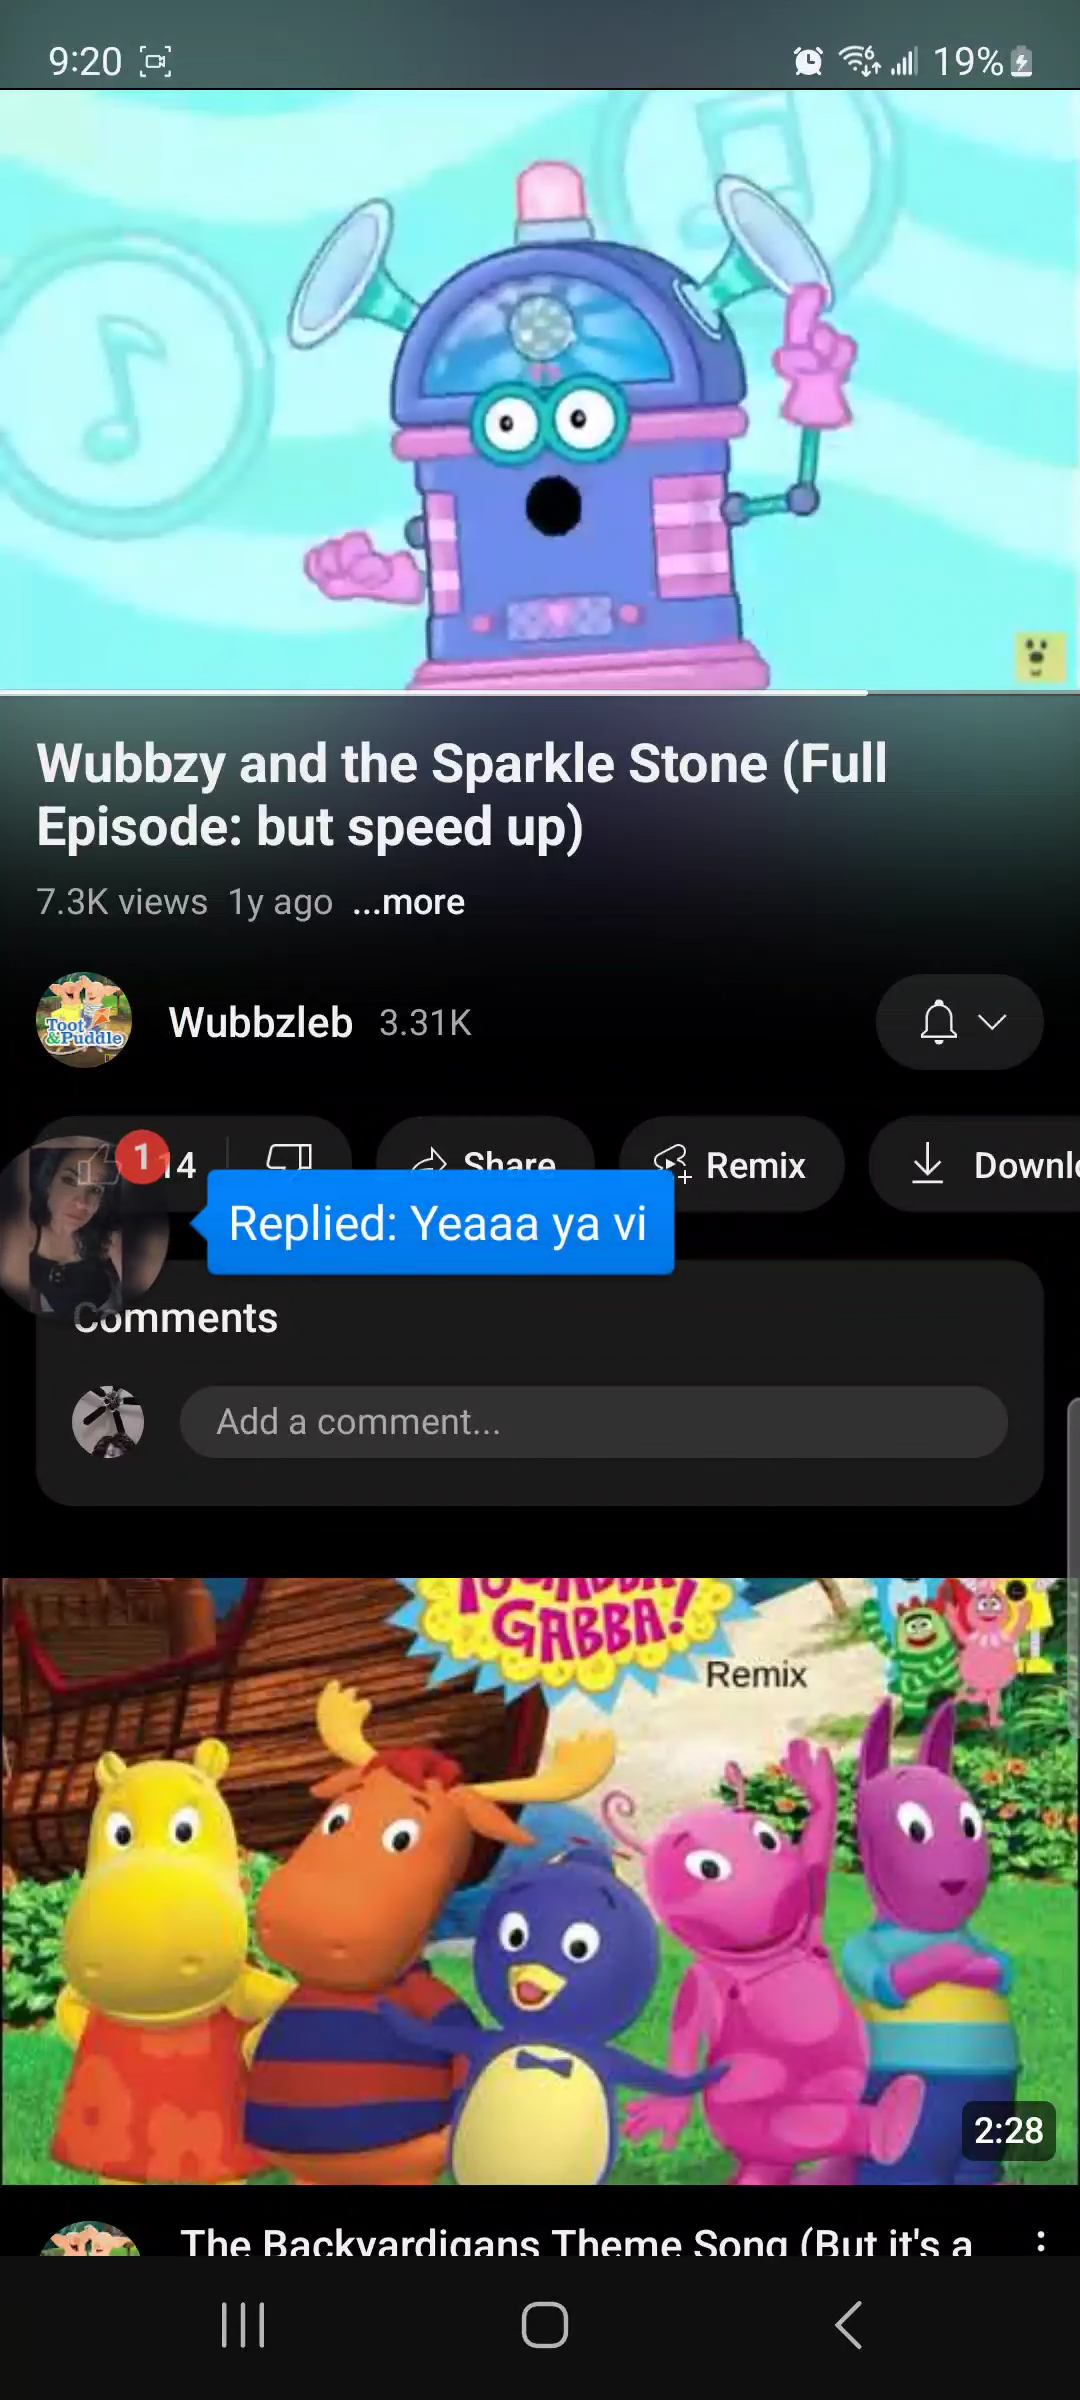 9:20
6
19%
Wubbzy and the Sparkle Stone (Full
Episode: but speed up)
7.3K views 1y ago ...more
Toot
&Puddle
Wubbzleb 3.31K
1
14
Share
Remix
Downlo
Replied: Yeaaa ya vi
Comments
Add a comment...
GABBA!
Remix
2:28
The Backyardigans Theme Song (But it's a